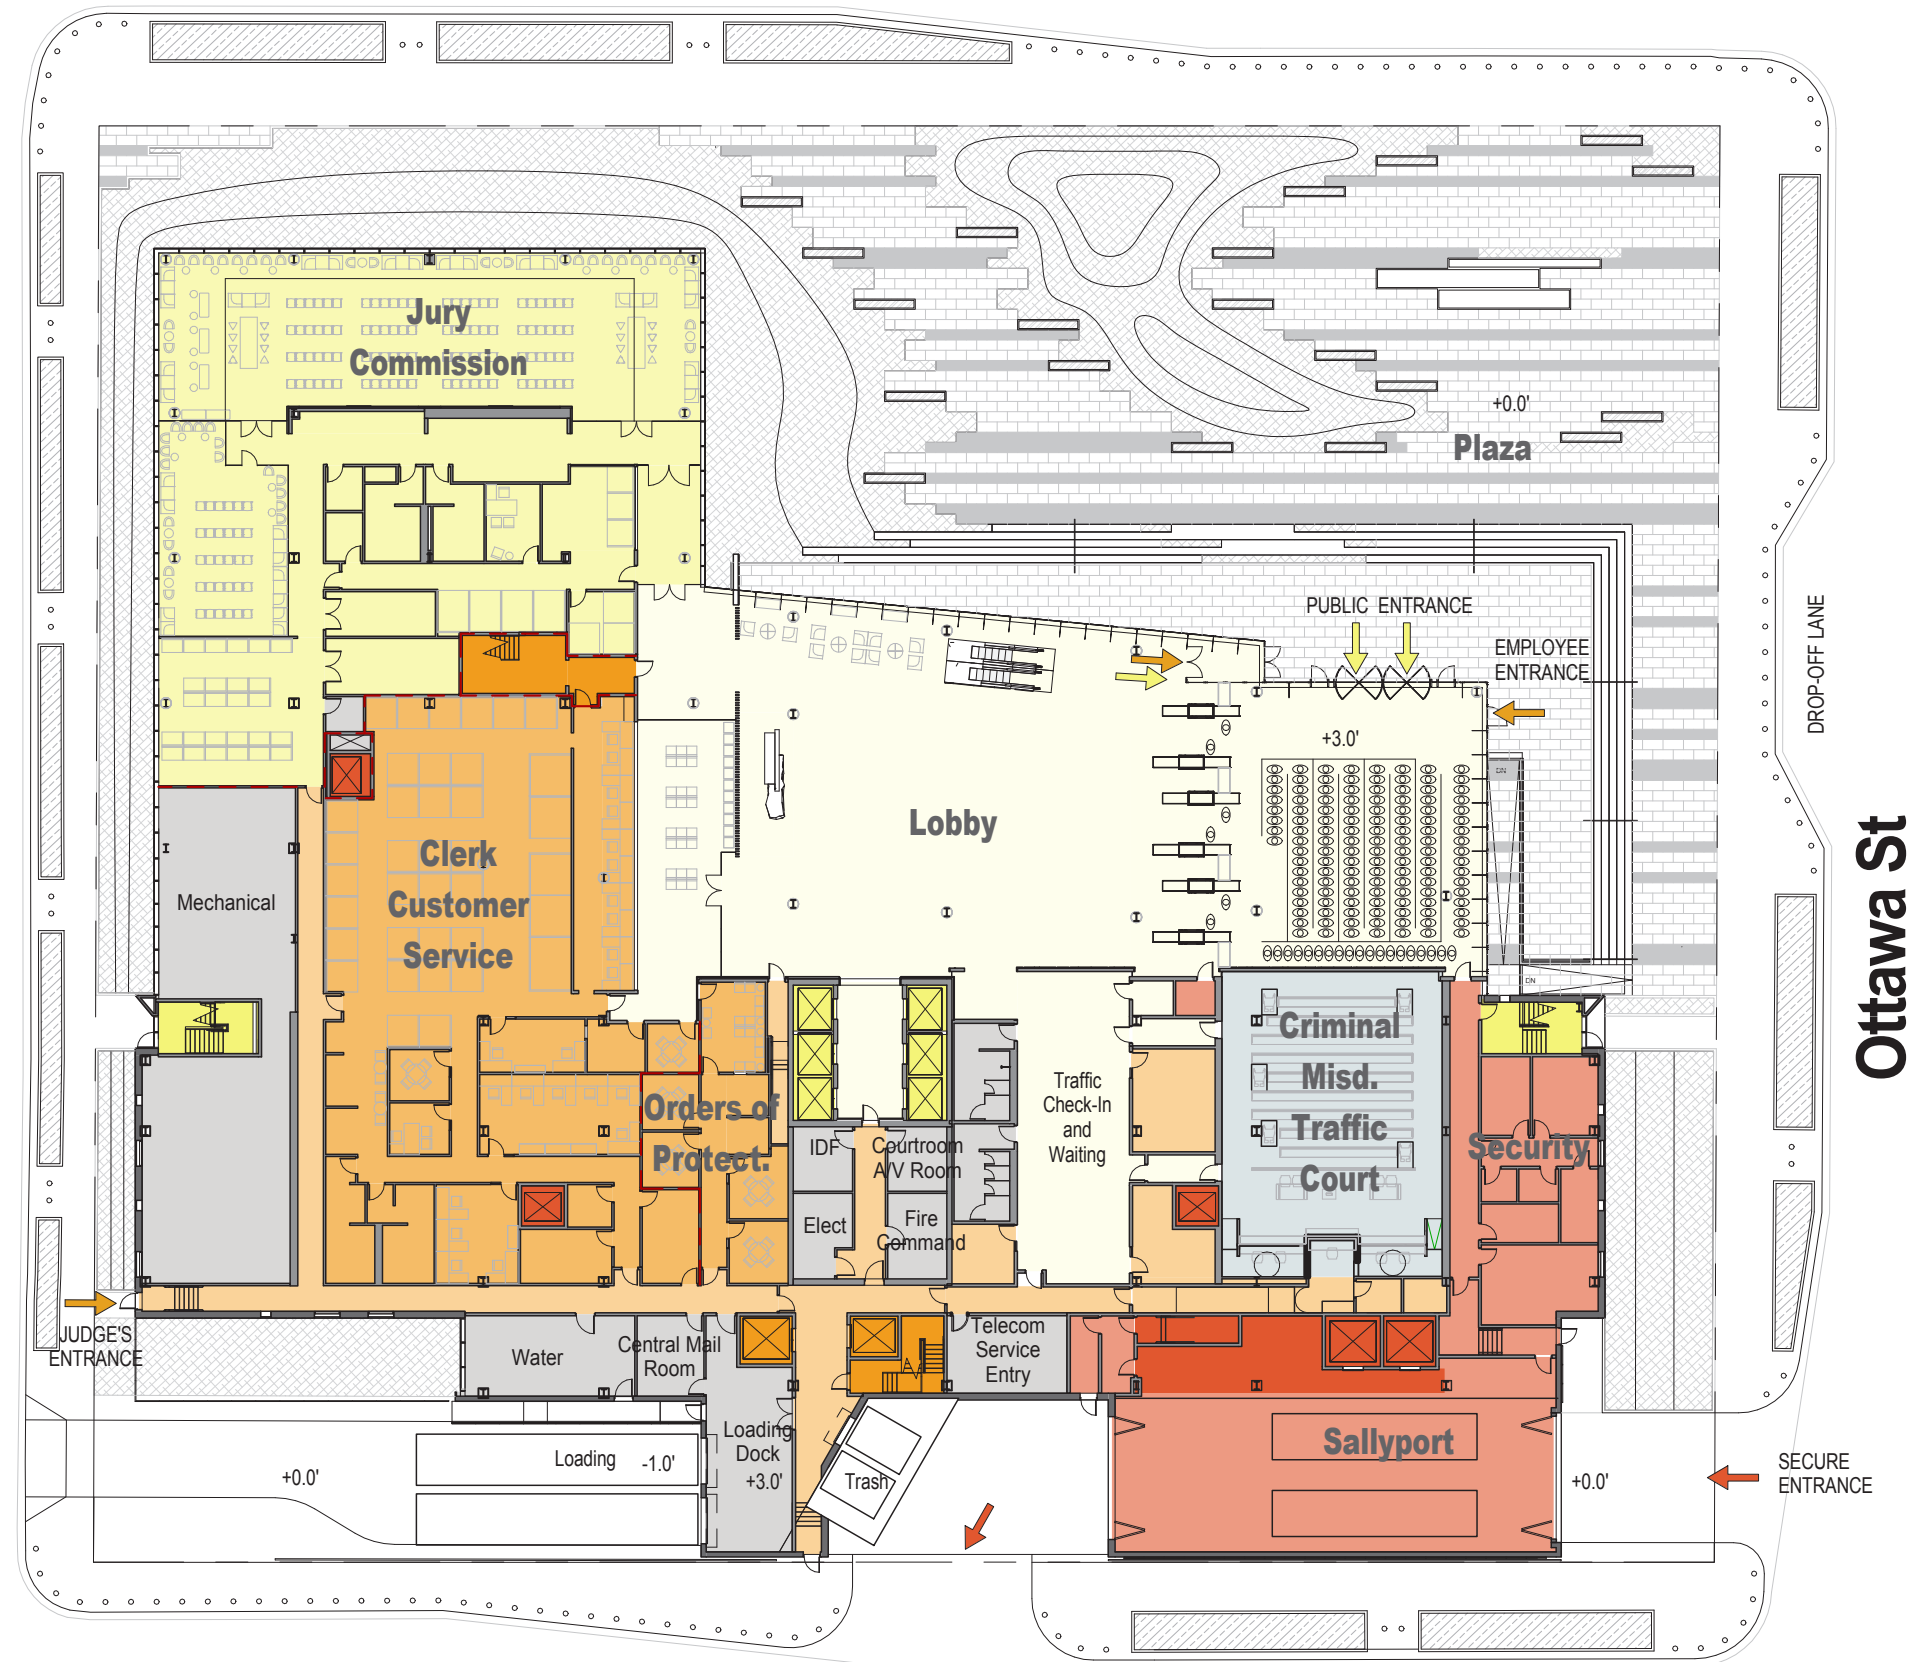 Jury
Commission
+0.0'
Plaza
PUBLIC ENTRANCE
EMPLOYEE
ENTRANCE
DROP-OFF LANE
+3.0'
DN
Lobby
Clerk
Customer
Service
Mechanical
Ottawa St
DN
Criminal
Misd.
Traffic
Court
Traffic
Check-In
and
Waiting
Orders of
Protect.
IDF
Courtroom
A/V Room
Security
Elect
Fire
Command
JUDGE'S
ENTRANCE
Water
Central Mail
Room
Telecom
Service
Entry
Loading
Dock
+3.0'
Loading
-1.0'
+0.0'
Trash
Sallyport
+0.0'
SECURE
ENTRANCE